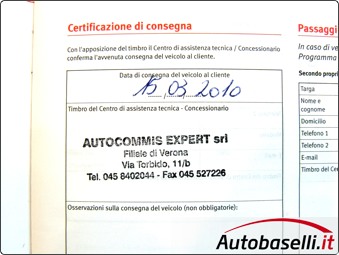 Certificazione di consegna
Con l'apposizione del timbro il Centro di assistenza tecnica / Concessionario
conferma l'avvenuta consegna del veicolo al cliente.
Data di consegna del veicolo al cliente
15/03/2010
Timbro del Centro di assistenza tecnica - Concessionario
AUTOCOMMIS EXPERT srl
Filiale di Verona
Via Torbido, 11/b
Tel. 045 8402044 - Fax 045 527226
Osservazioni sulla consegna del veicolo (non obbligatorie):
Passaggi
In caso di ve
Programma
Secondo propri
Targa
Nome e
cognome
Domicilio
Telefono 1
Telefono 2
E-mail
Timbro del Cent
Autobaselli.it